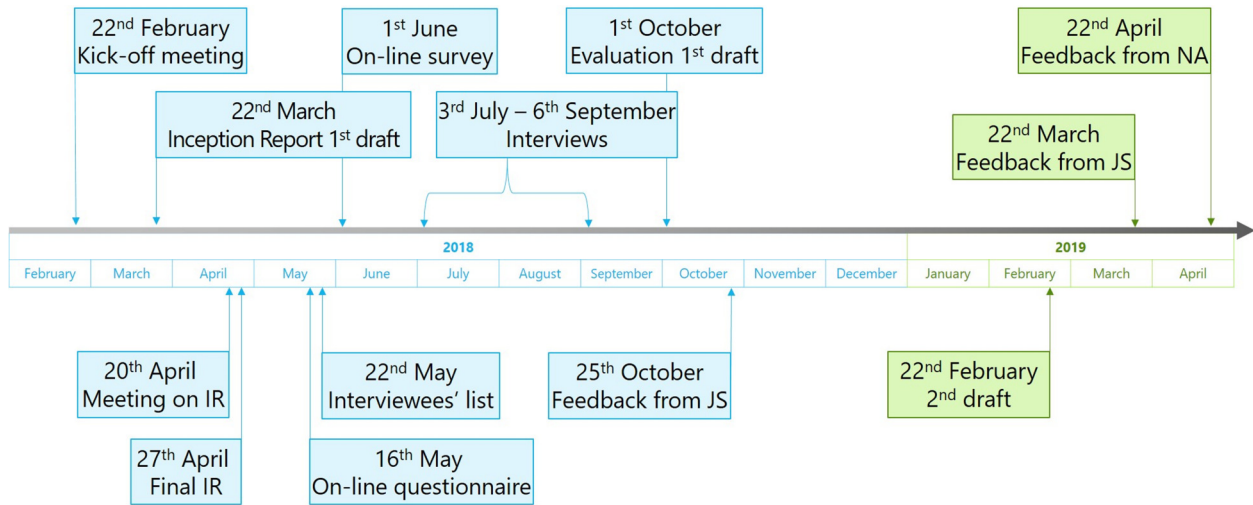 22nd February
Kick-off meeting
1st June
On-line survey
1st October
Evaluation 1st draft
22nd April
Feedback from NA
22nd March
Inception Report 1st draft
3rd July – 6th September
Interviews
22nd March
Feedback from JS
2018
2019
February
March
April
May
June
July
August
September
October
November
December
January
February
March
April
20th April
Meeting on IR
22nd May
Interviewees’ list
25th October
Feedback from JS
22nd February
2nd draft
27th April
Final IR
16th May
On-line questionnaire